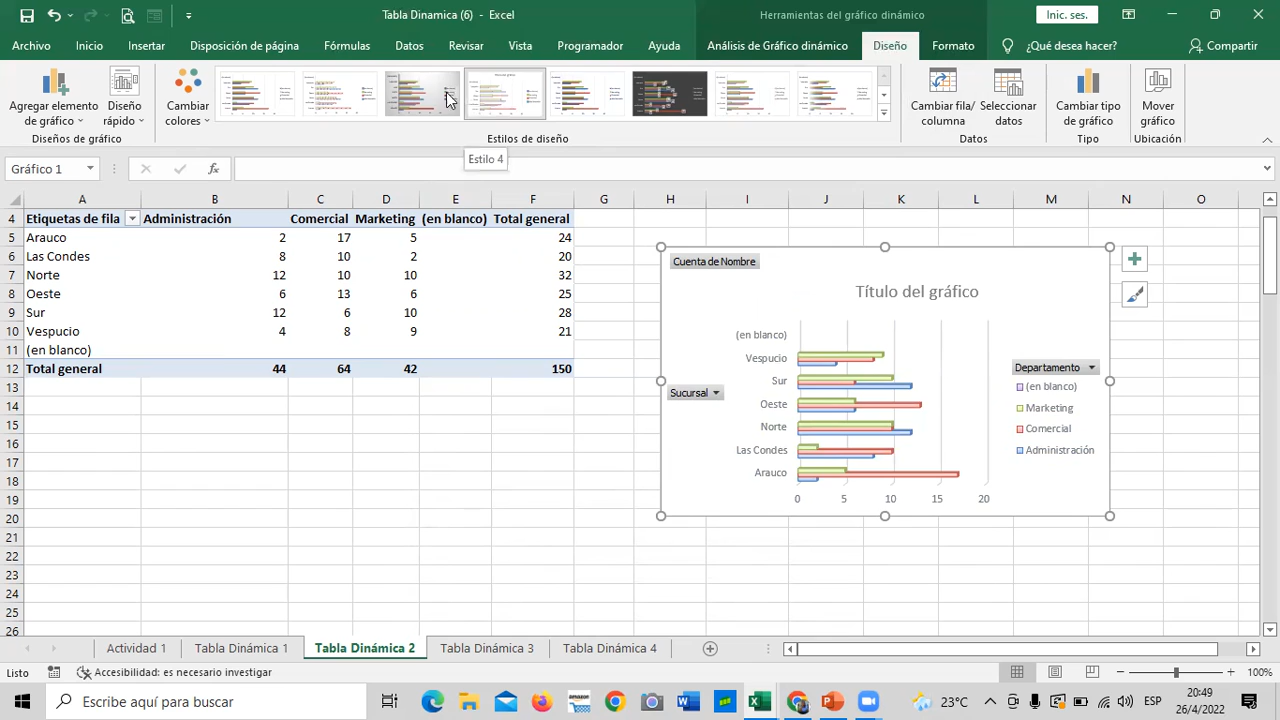 Tabla Dinamica (6) - Excel
Herramientas del gráfico dinámico
Inic. ses.
Archivo Inicio Insertar Disposición de página Fórmulas Datos Revisar Vista Programador Ayuda Análisis de Gráfico dinámico Diseño Formato ¿Qué desea hacer? Compartir
Agregar elemento de gráfico
Diseño rápido
Cambiar colores
Cambiar fila/ columna
Seleccionar datos
Cambiar tipo de gráfico
Mover gráfico
Diseños de gráfico Estilos de diseño Datos Tipo Ubicación
Estilo 4
Gráfico 1
fx
A B C D E F G H I J K L M N O
4 Etiquetas de fila Administración Comercial Marketing (en blanco) Total general
5 Arauco 2 17 5 24
6 Las Condes 8 10 2 20
7 Norte 12 10 10 32
8 Oeste 6 13 6 25
9 Sur 12 6 10 28
10 Vespucio 4 8 9 21
11 (en blanco)
12 Total general 44 64 42 150
13
14
15
16
17
18
19
20
21
22
23
24
25
26
Cuenta de Nombre
Título del gráfico
(en blanco)
Vespucio
Sur
Oeste
Norte
Las Condes
Arauco
Sucursal
0 5 10 15 20
Departamento
(en blanco)
Marketing
Comercial
Administración
Actividad 1 Tabla Dinámica 1 Tabla Dinámica 2 Tabla Dinámica 3 Tabla Dinámica 4
Listo Accesibilidad: es necesario investigar 100%
Escribe aquí para buscar
23°C
ESP
20:49
26/4/2022